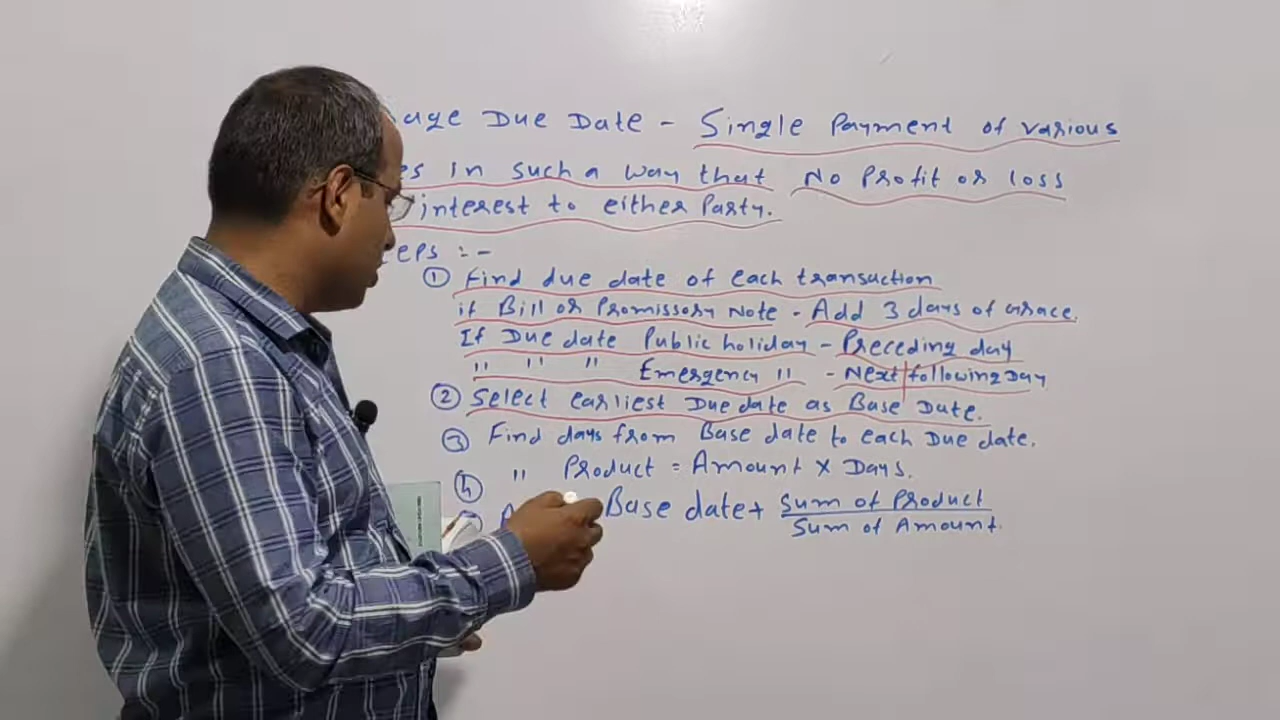 age Due Date - Single Payment of various
es in such a way that No Profit or loss
interest to either Party.
eps :-
① Find due date of each transaction
if Bill or Promissory Note - Add 3 days of Grace.
If Due date Public holiday - Preceding day
" " " Emergency " - Next/following Day
② Select earliest Due date as Base Date.
③ Find days from Base date to each Due date.
④ " Product = Amount X Days.
A Base date + Sum of Product
Sum of Amount.